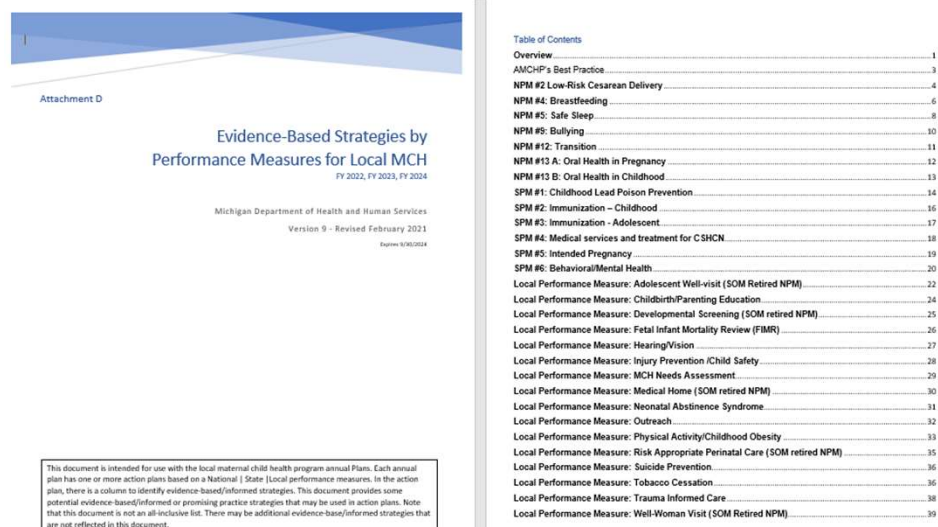 Attachment D
Evidence-Based Strategies by
Performance Measures for Local MCH
FY 2022, FY 2023, FY 2024
Michigan Department of Health and Human Services
Version 9 - Revised February 2021
Expires 9/30/2024
This document is intended for use with the local maternal child health program annual Plans. Each annual
plan has one or more action plans based on a National | State |Local performance measures. In the action
plan, there is a column to identify evidence-based/informed strategies. This document provides some
potential evidence-based/informed or promising practice strategies that may be used in action plans. Note
that this document is not an all-inclusive list. There may be additional evidence-base/informed strategies that
are not reflected in this document.
Table of Contents
Overview 1
AMCHP's Best Practice 3
NPM #2 Low-Risk Cesarean Delivery 4
NPM #4: Breastfeeding 6
NPM #5: Safe Sleep 8
NPM #9: Bullying 10
NPM #12: Transition 11
NPM #13 A: Oral Health in Pregnancy 12
NPM #13 B: Oral Health in Childhood 13
SPM #1: Childhood Lead Poison Prevention 14
SPM #2: Immunization – Childhood 16
SPM #3: Immunization - Adolescent 17
SPM #4: Medical services and treatment for CSHCN 18
SPM #5: Intended Pregnancy 19
SPM #6: Behavioral/Mental Health 20
Local Performance Measure: Adolescent Well-visit (SOM Retired NPM) 22
Local Performance Measure: Childbirth/Parenting Education 24
Local Performance Measure: Developmental Screening (SOM retired NPM) 25
Local Performance Measure: Fetal Infant Mortality Review (FIMR) 26
Local Performance Measure: Hearing/Vision 27
Local Performance Measure: Injury Prevention /Child Safety 28
Local Performance Measure: MCH Needs Assessment 29
Local Performance Measure: Medical Home (SOM retired NPM) 30
Local Performance Measure: Neonatal Abstinence Syndrome 31
Local Performance Measure: Outreach 32
Local Performance Measure: Physical Activity/Childhood Obesity 33
Local Performance Measure: Risk Appropriate Perinatal Care (SOM retired NPM) 35
Local Performance Measure: Suicide Prevention 36
Local Performance Measure: Tobacco Cessation 36
Local Performance Measure: Trauma Informed Care 38
Local Performance Measure: Well-Woman Visit (SOM Retired NPM) 39